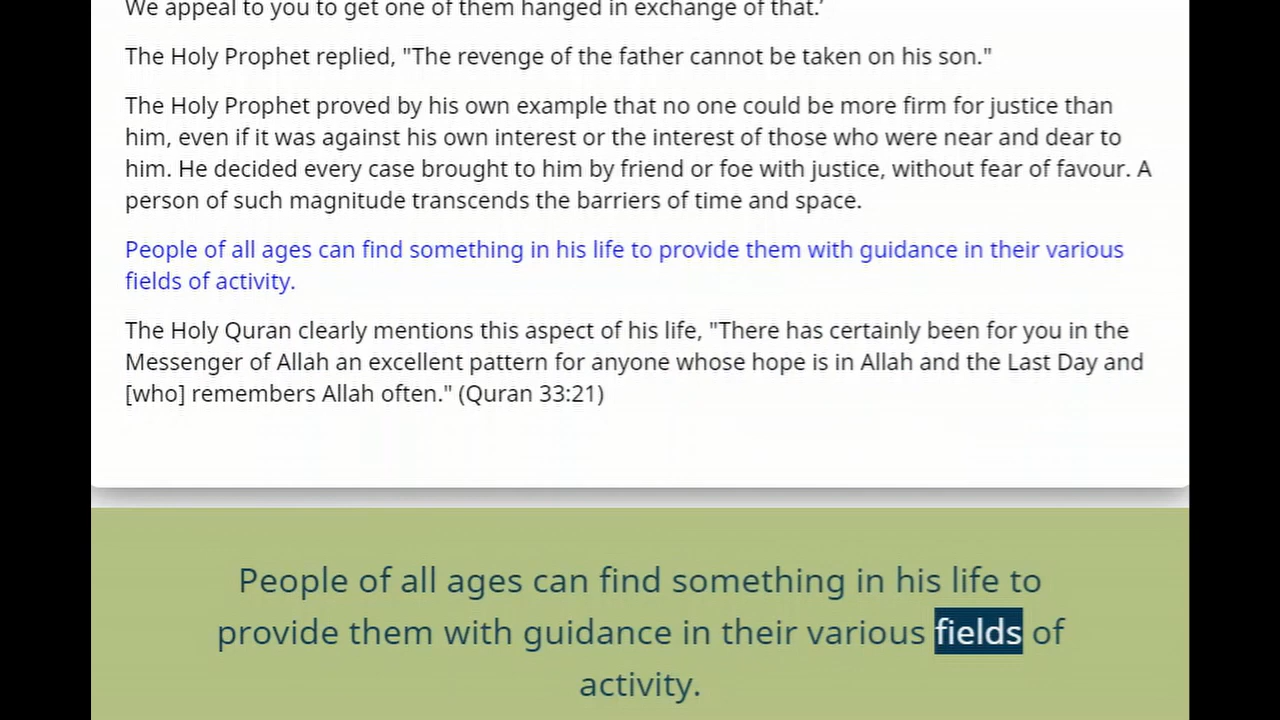 We appeal to you to get one of them hanged in exchange of that.’
The Holy Prophet replied, "The revenge of the father cannot be taken on his son."
The Holy Prophet proved by his own example that no one could be more firm for justice than
him, even if it was against his own interest or the interest of those who were near and dear to
him. He decided every case brought to him by friend or foe with justice, without fear of favour. A
person of such magnitude transcends the barriers of time and space.
People of all ages can find something in his life to provide them with guidance in their various
fields of activity.
The Holy Quran clearly mentions this aspect of his life, "There has certainly been for you in the
Messenger of Allah an excellent pattern for anyone whose hope is in Allah and the Last Day and
[who] remembers Allah often." (Quran 33:21)
People of all ages can find something in his life to
provide them with guidance in their various fields of
activity.